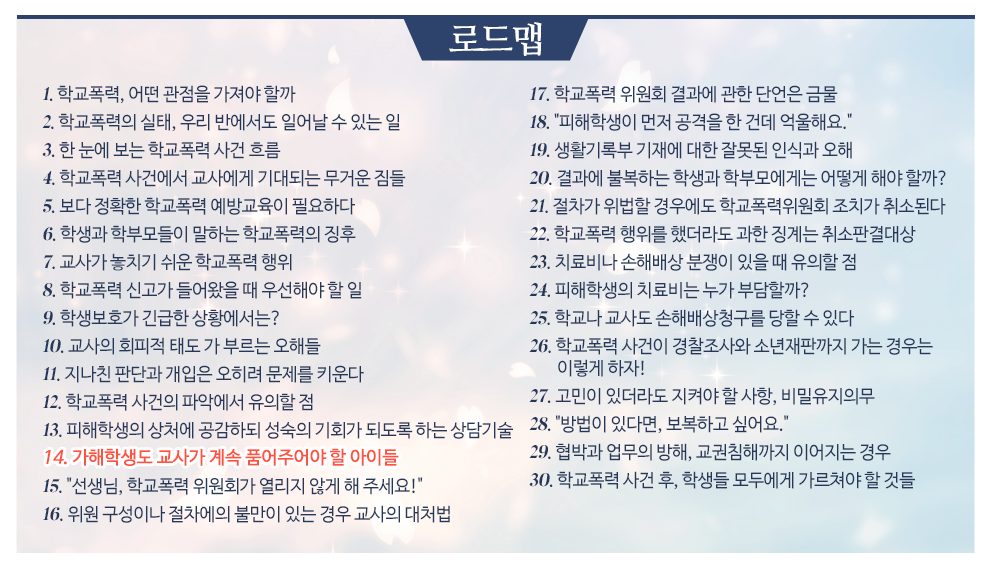 로드맵
1. 학교폭력, 어떤 관점을 가져야 할까
2. 학교폭력의 실태, 우리 반에서도 일어날 수 있는 일
3. 한 눈에 보는 학교폭력 사건 흐름
4. 학교폭력 사건에서 교사에게 기대되는 무거운 짐들
5. 보다 정확한 학교폭력 예방교육이 필요하다
6. 학생과 학부모들이 말하는 학교폭력의 징후
7. 교사가 놓치기 쉬운 학교폭력 행위
8. 학교폭력 신고가 들어왔을 때 우선해야 할 일
9. 학생보호가 긴급한 상황에서는?
10. 교사의 회피적 태도 가 부르는 오해들
11. 지나친 판단과 개입은 오히려 문제를 키운다
12. 학교폭력 사건의 파악에서 유의할 점
13. 피해학생의 상처에 공감하되 성숙의 기회가 되도록 하는 상담기술
14. 가해학생도 교사가 계속 품어주어야 할 아이들
15. "선생님, 학교폭력 위원회가 열리지 않게 해 주세요!"
16. 위원 구성이나 절차에의 불만이 있는 경우 교사의 대처법
17. 학교폭력 위원회 결과에 관한 단언은 금물
18. "피해학생이 먼저 공격을 한 건데 억울해요."
19. 생활기록부 기재에 대한 잘못된 인식과 오해
20. 결과에 불복하는 학생과 학부모에게는 어떻게 해야 할까?
21. 절차가 위법할 경우에도 학교폭력위원회 조치가 취소된다
22. 학교폭력 행위를 했더라도 과한 징계는 취소판결대상
23. 치료비나 손해배상 분쟁이 있을 때 유의할 점
24. 피해학생의 치료비는 누가 부담할까?
25. 학교나 교사도 손해배상청구를 당할 수 있다
26. 학교폭력 사건이 경찰조사와 소년재판까지 가는 경우는
이렇게 하자!
27. 고민이 있더라도 지켜야 할 사항, 비밀유지의무
28. "방법이 있다면, 보복하고 싶어요."
29. 협박과 업무의 방해, 교권침해까지 이어지는 경우
30. 학교폭력 사건 후, 학생들 모두에게 가르쳐야 할 것들